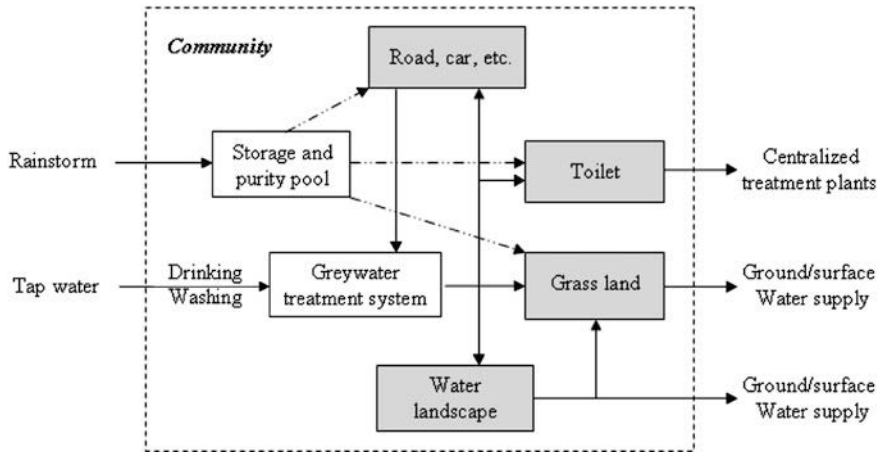 Community
Road, car, etc.
Rainstorm
Storage and
purity pool
Toilet
Centralized
treatment plants
Tap water
Drinking
Washing
Greywater
treatment system
Grass land
Ground/surface
Water supply
Water
landscape
Ground/surface
Water supply